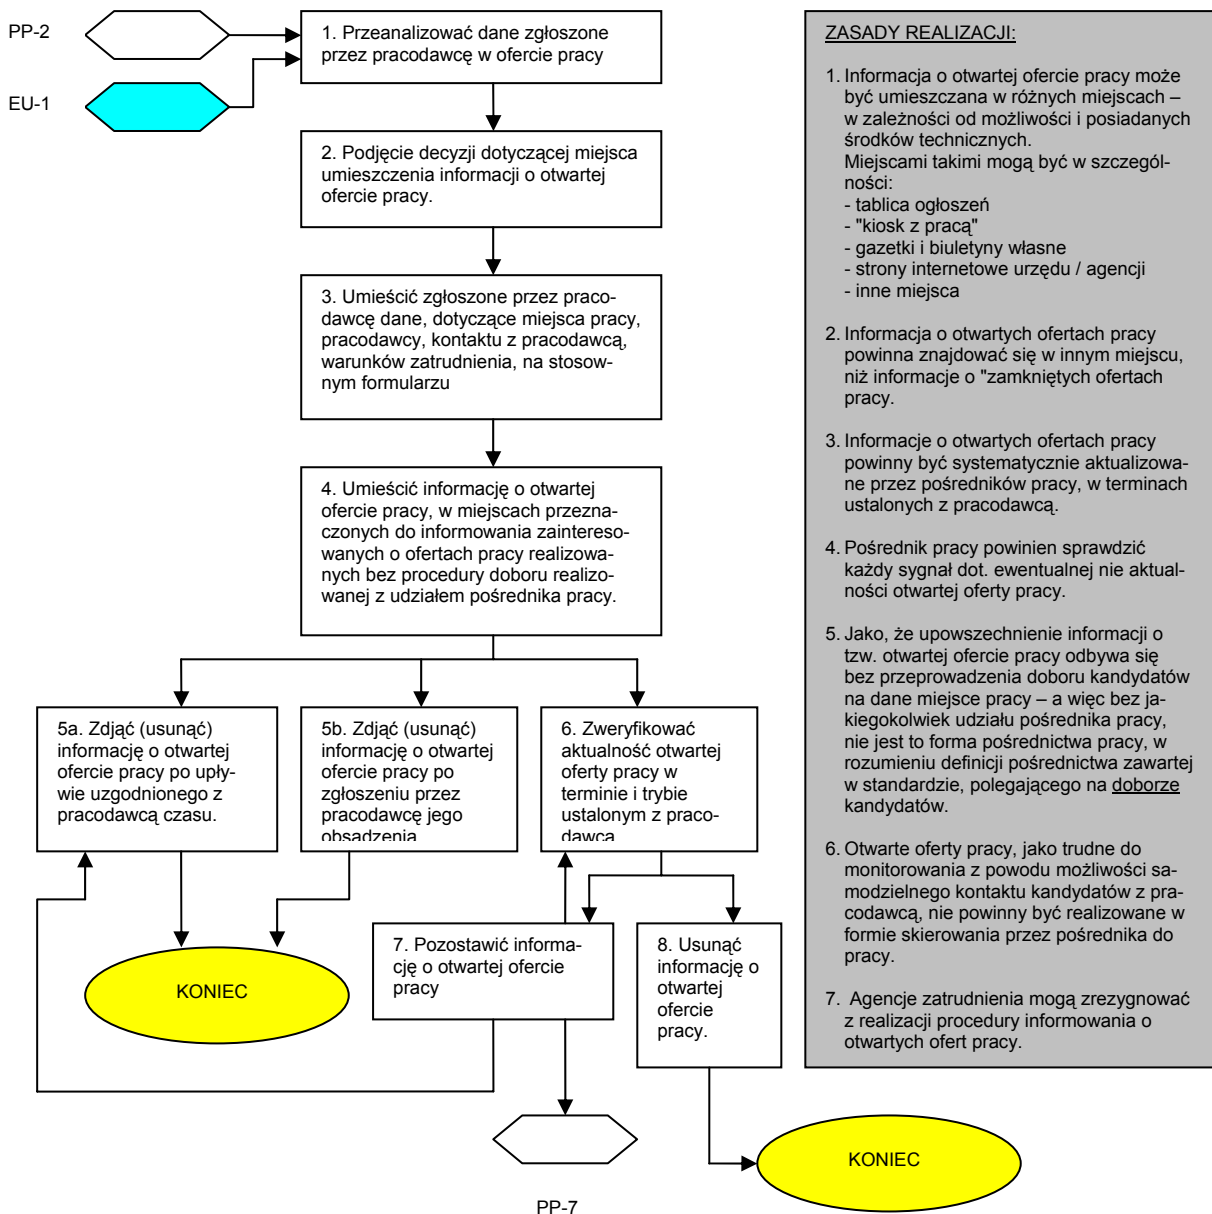 PP-2
EU-1
1. Przeanalizować dane zgłoszone
przez pracodawcę w ofercie pracy
2. Podjęcie decyzji dotyczącej miejsca
umieszczenia informacji o otwartej
ofercie pracy.
3. Umieścić zgłoszone przez praco-
dawcę dane, dotyczące miejsca pracy,
pracodawcy, kontaktu z pracodawcą,
warunków zatrudnienia, na stosow-
nym formularzu
4. Umieścić informację o otwartej
ofercie pracy, w miejscach przezna-
czonych do informowania zaintereso-
wanych o ofertach pracy realizowa-
nych bez procedury doboru realizo-
wanej z udziałem pośrednika pracy.
5a. Zdjąć (usunąć)
informację o otwartej
ofercie pracy po upły-
wie uzgodnionego z
pracodawcą czasu.
5b. Zdjąć (usunąć)
informację o otwartej
ofercie pracy po
zgłoszeniu przez
pracodawcę jego
obsadzenia
6. Zweryfikować
aktualność otwartej
oferty pracy w
terminie i trybie
ustalonym z praco-
dawcą
7. Pozostawić informa-
cję o otwartej ofercie
pracy
8. Usunąć
informację o
otwartej
ofercie
pracy.
KONIEC
PP-7
KONIEC
ZASADY REALIZACJI:
1. Informacja o otwartej ofercie pracy może
być umieszczana w różnych miejscach –
w zależności od możliwości i posiadanych
środków technicznych.
Miejscami takimi mogą być w szczegól-
ności:
- tablica ogłoszeń
- "kiosk z pracą"
- gazetki i biuletyny własne
- strony internetowe urzędu / agencji
- inne miejsca
2. Informacja o otwartych ofertach pracy
powinna znajdować się w innym miejscu,
niż informacje o "zamkniętych ofertach
pracy.
3. Informacje o otwartych ofertach pracy
powinny być systematycznie aktualizowa-
ne przez pośredników pracy, w terminach
ustalonych z pracodawcą.
4. Pośrednik pracy powinien sprawdzić
każdy sygnał dot. ewentualnej nie aktual-
ności otwartej oferty pracy.
5. Jako, że upowszechnienie informacji o
tzw. otwartej ofercie pracy odbywa się
bez przeprowadzenia doboru kandydatów
na dane miejsce pracy – a więc bez ja-
kiegokolwiek udziału pośrednika pracy,
nie jest to forma pośrednictwa pracy, w
rozumieniu definicji pośrednictwa zawartej
w standardzie, polegającego na doborze
kandydatów.
6. Otwarte oferty pracy, jako trudne do
monitorowania z powodu możliwości sa-
modzielnego kontaktu kandydatów z pra-
codawcą, nie powinny być realizowane w
formie skierowania przez pośrednika do
pracy.
7. Agencje zatrudnienia mogą zrezygnować
z realizacji procedury informowania o
otwartych ofert pracy.